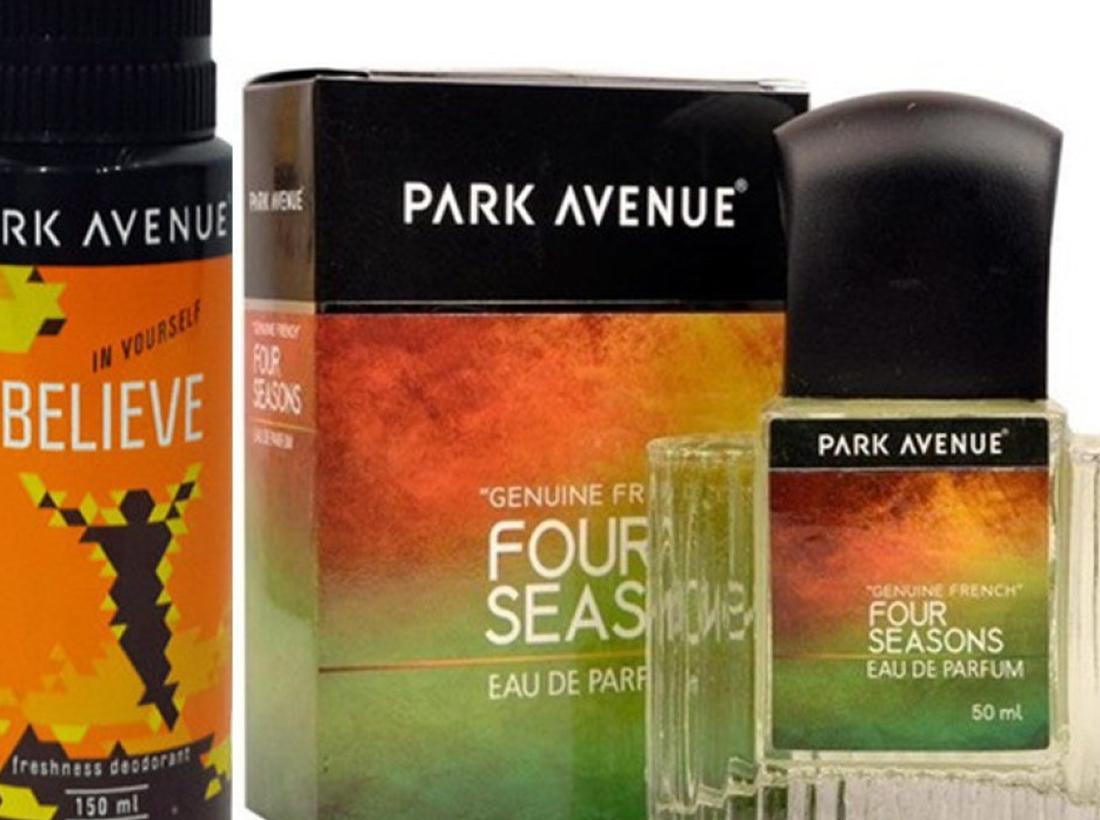 RK AVENUE
IN YOURSELF
BELIEVE
freshness deodorant
150 ml
PARK AVENUE
"GENUINE FRENCH"
FOUR
SEASONS
EAU DE PARFUM
PARK AVENUE®
"GENUINE FR
FOUR
SEAS
EAU DE PARF
PARK AVENUE®
"GENUINE FRENCH"
FOUR
SEASONS
EAU DE PARFUM
50 ml